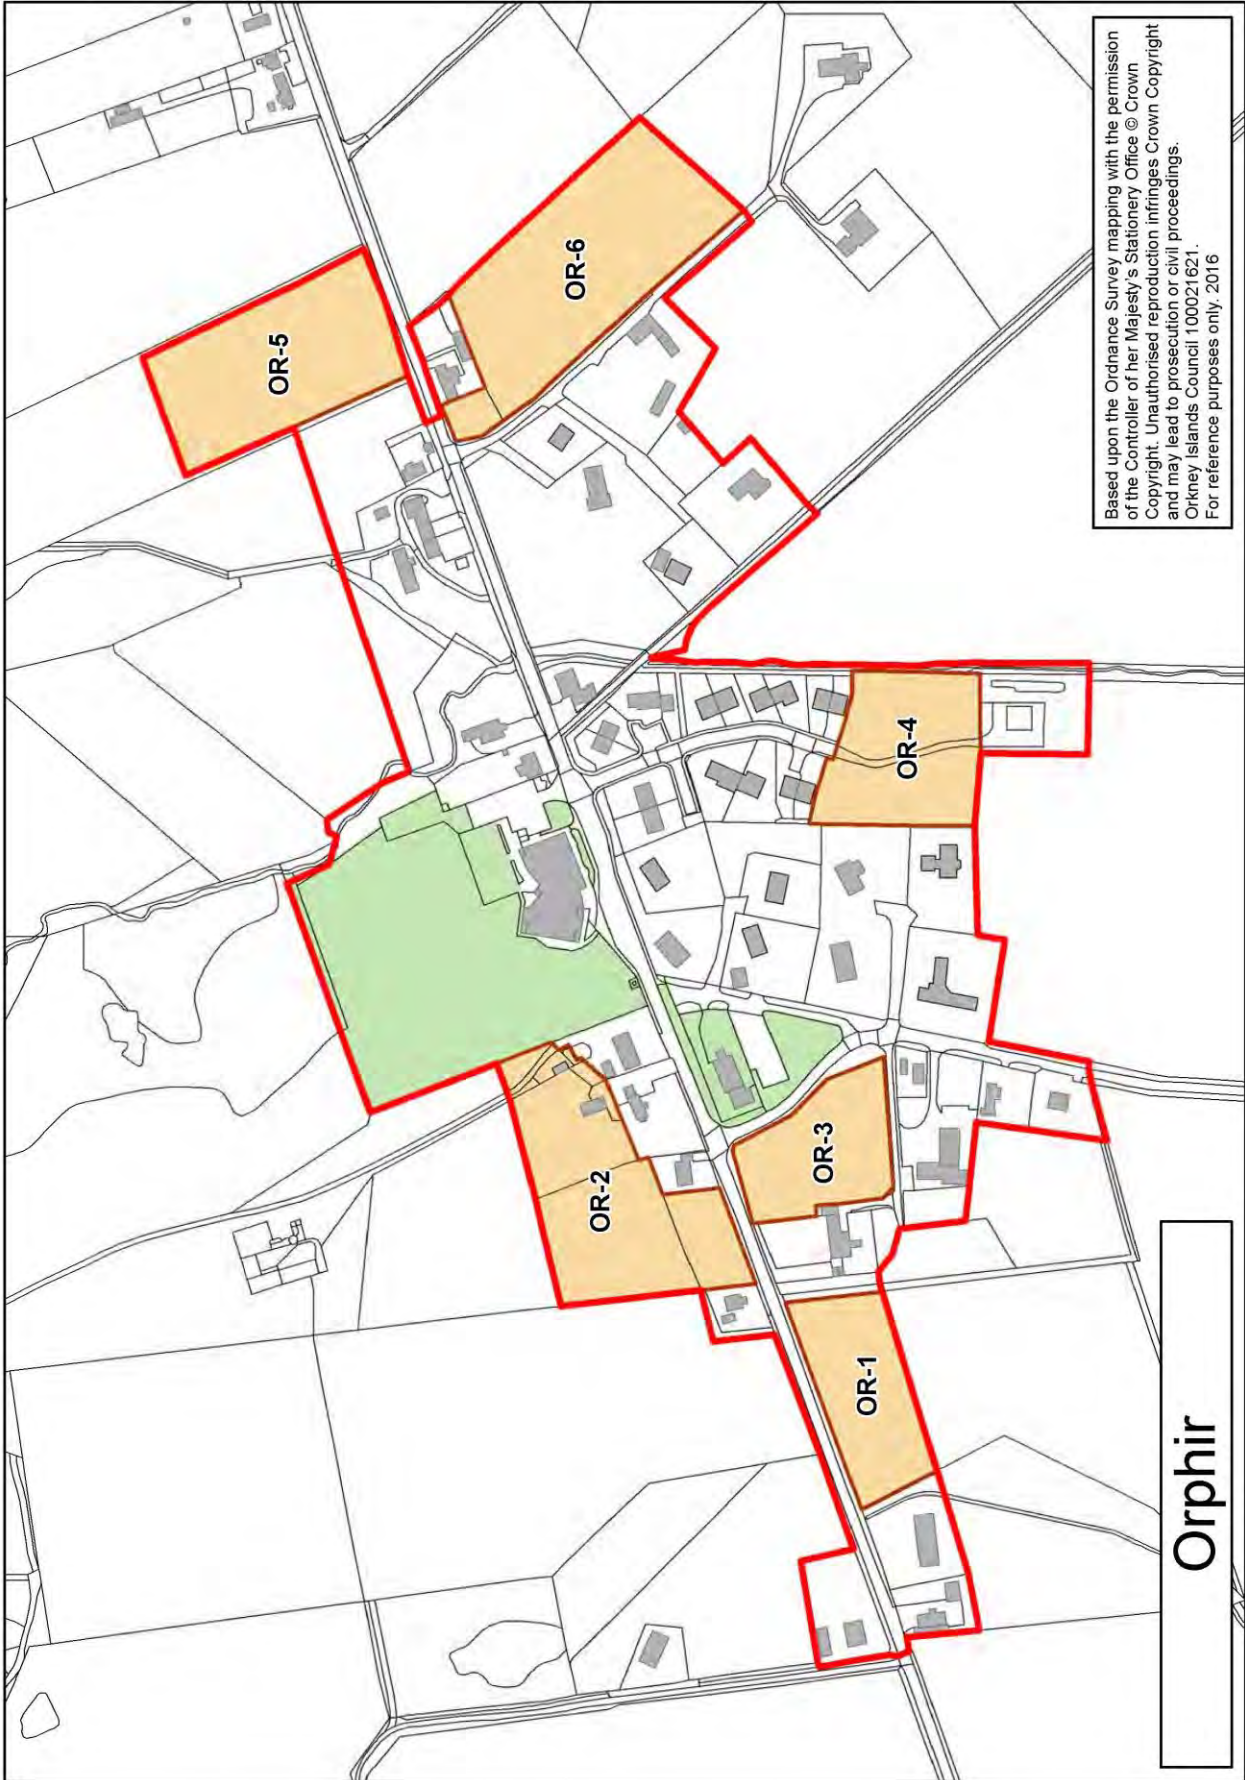 Orphir
OR-1
OR-2
OR-3
OR-4
OR-5
OR-6
Based upon the Ordnance Survey mapping with the permission
of the Controller of her Majesty's Stationery Office © Crown
Copyright. Unauthorised reproduction infringes Crown Copyright
and may lead to prosecution or civil proceedings.
Orkney Islands Council 100021621.
For reference purposes only. 2016